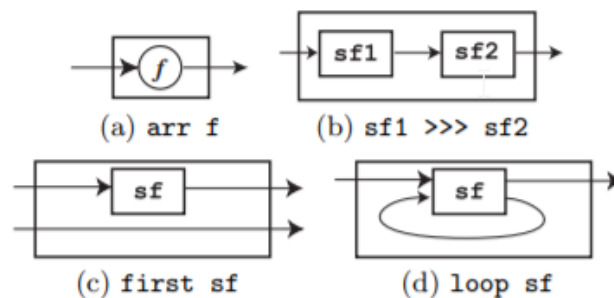 f
sf1 sf2
(a) arr f
(b) sf1 >>> sf2
sf
sf
(c) first sf
(d) loop sf